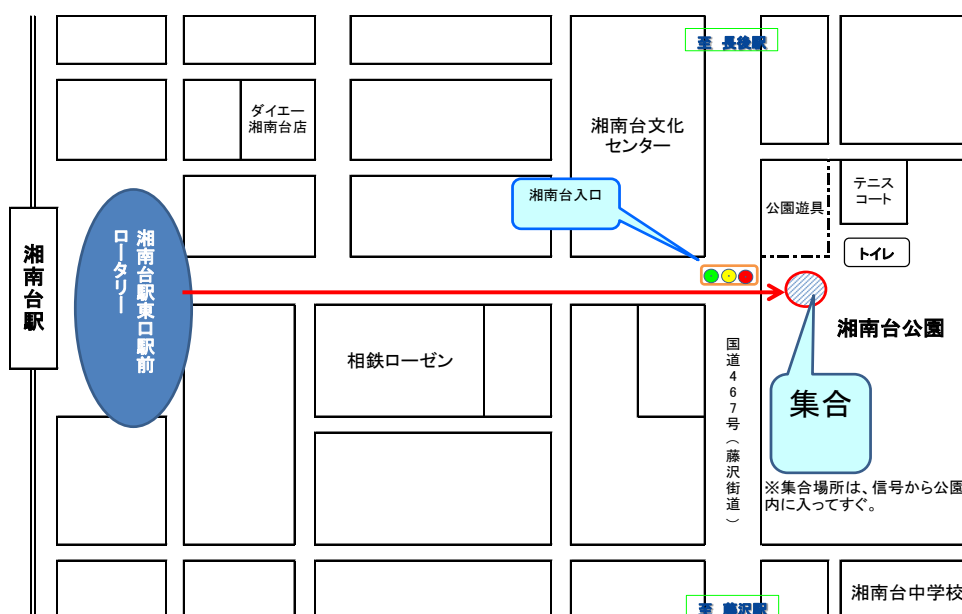 至 長後駅
ダイエー
湘南台店
湘南台文化
センター
湘南台入口
公園遊具
テニス
コート
トイレ
湘南台駅
湘南台駅東口駅前
ロータリー
湘南台公園
相鉄ローゼン
国道467号(藤沢街道)
集合
※集合場所は、信号から公園
内に入ってすぐ。
湘南台中学校
至 藤沢駅